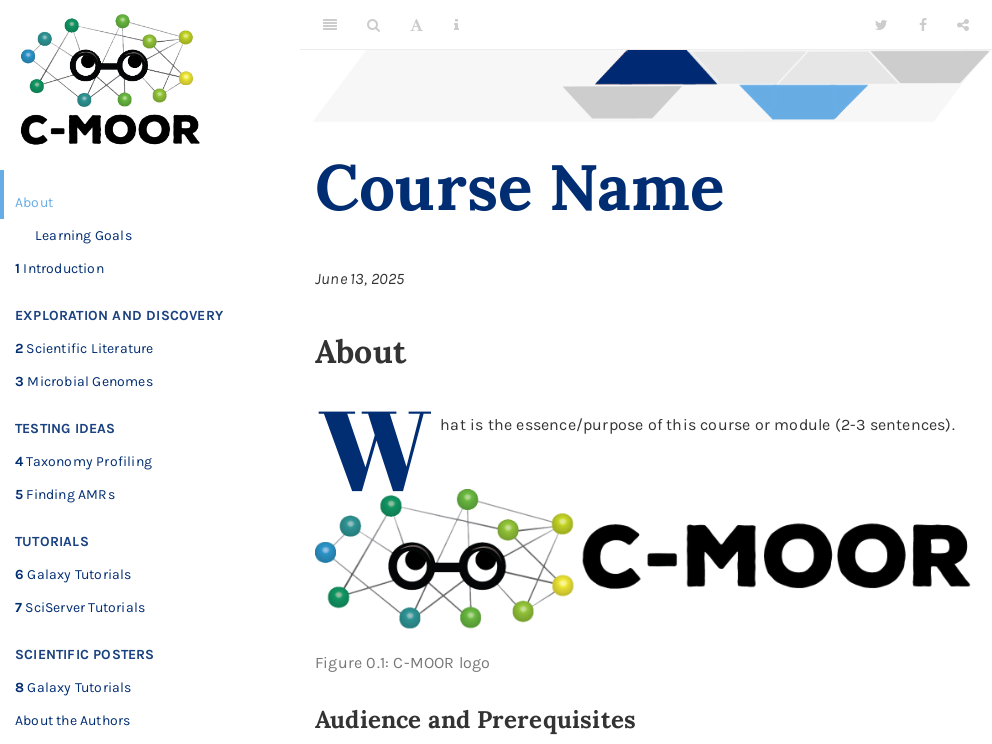 C-MOOR
About
Learning Goals
1 Introduction
EXPLORATION AND DISCOVERY
2 Scientific Literature
3 Microbial Genomes
TESTING IDEAS
4 Taxonomy Profiling
5 Finding AMRs
TUTORIALS
6 Galaxy Tutorials
7 SciServer Tutorials
SCIENTIFIC POSTERS
8 Galaxy Tutorials
About the Authors
A
Course Name
June 13, 2025
About
What is the essence/purpose of this course or module (2-3 sentences).
C-MOOR
Figure 0.1: C-MOOR logo
Audience and Prerequisites